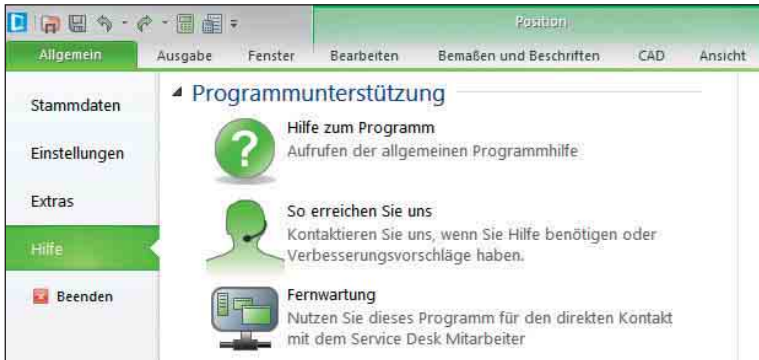 Position
Allgemein Ausgabe Fenster Bearbeiten Bemaßen und Beschriften CAD Ansicht
Stammdaten
Einstellungen
Extras
Hilfe
Beenden
Programmunterstützung
Hilfe zum Programm
Aufrufen der allgemeinen Programmhilfe
So erreichen Sie uns
Kontaktieren Sie uns, wenn Sie Hilfe benötigen oder
Verbesserungsvorschläge haben.
Fernwartung
Nutzen Sie dieses Programm für den direkten Kontakt
mit dem Service Desk Mitarbeiter